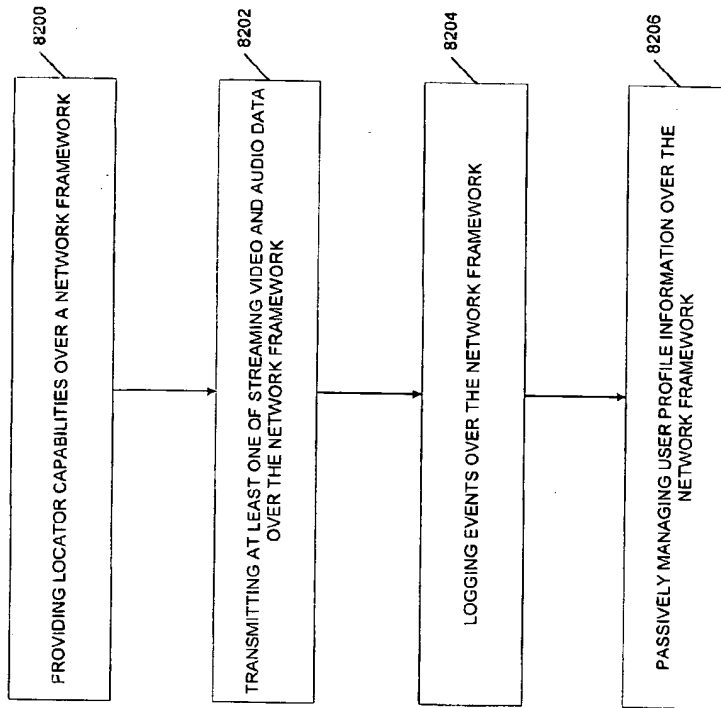 8200
PROVIDING LOCATOR CAPABILITIES OVER A NETWORK FRAMEWORK
8202
TRANSMITTING AT LEAST ONE OF STREAMING VIDEO AND AUDIO DATA
OVER THE NETWORK FRAMEWORK
8204
LOGGING EVENTS OVER THE NETWORK FRAMEWORK
8206
PASSIVELY MANAGING USER PROFILE INFORMATION OVER THE
NETWORK FRAMEWORK